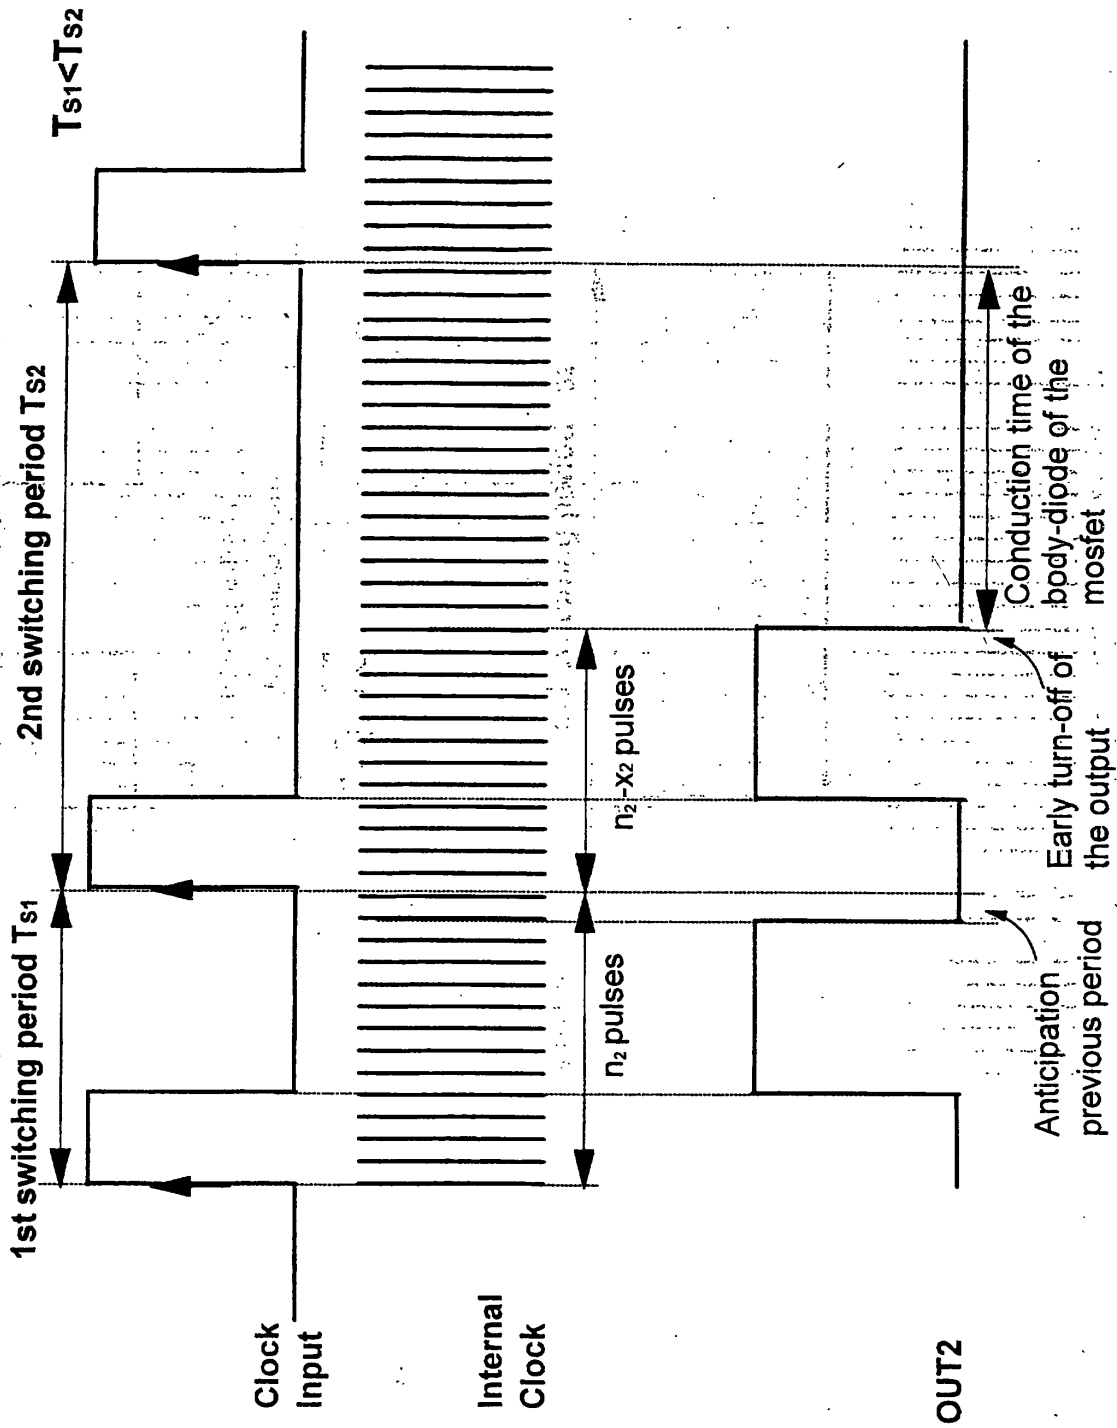 TS1<TS2
1st switching period TS1
2nd switching period TS2
Clock
Input
Internal
Clock
n2 pulses
n2-x2 pulses
OUT2
Anticipation
previous period
Early turn-off of
the output
Conduction time of the
body-diode of the
mosfet